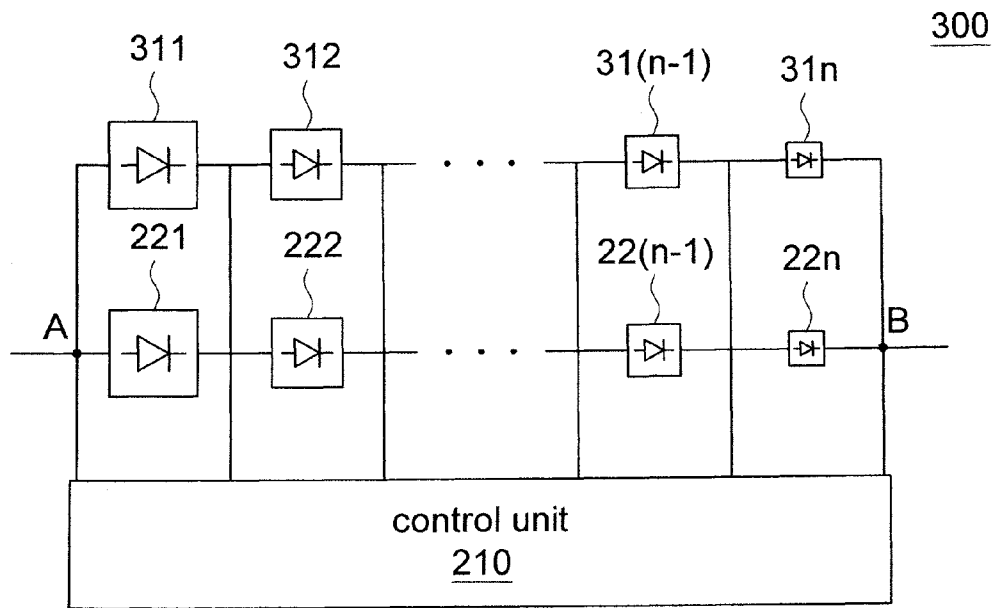 300
311 312 31(n-1) 31n
. . .
221 222 22(n-1) 22n
A B
. . .
control unit
210